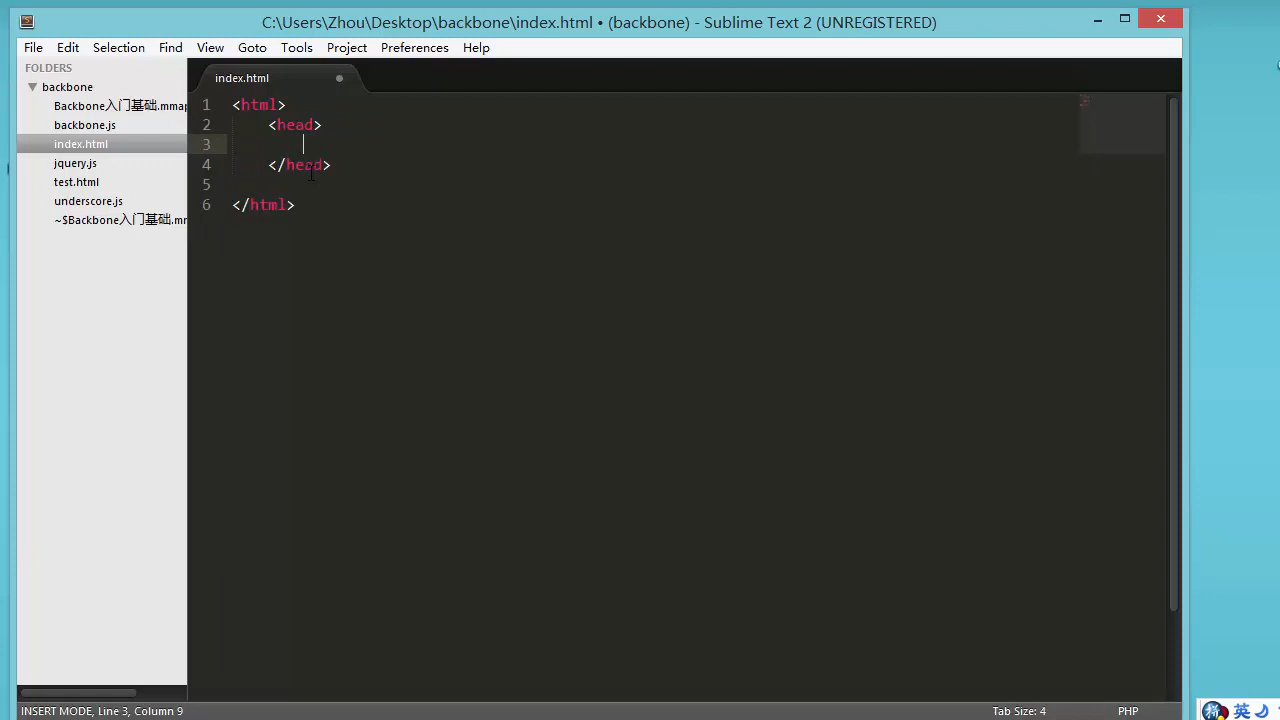 C:\Users\Zhou\Desktop\backbone\index.html • (backbone) - Sublime Text 2 (UNREGISTERED)
File Edit Selection Find View Goto Tools Project Preferences Help
FOLDERS
backbone
Backbone入门基础.mmap
backbone.js
index.html
jquery.js
test.html
underscore.js
~$Backbone入门基础.mm
index.html
1 <html>
2 <head>
3
4 </head>
5
6 </html>
INSERT MODE, Line 3, Column 9
Tab Size: 4
PHP
拼 英